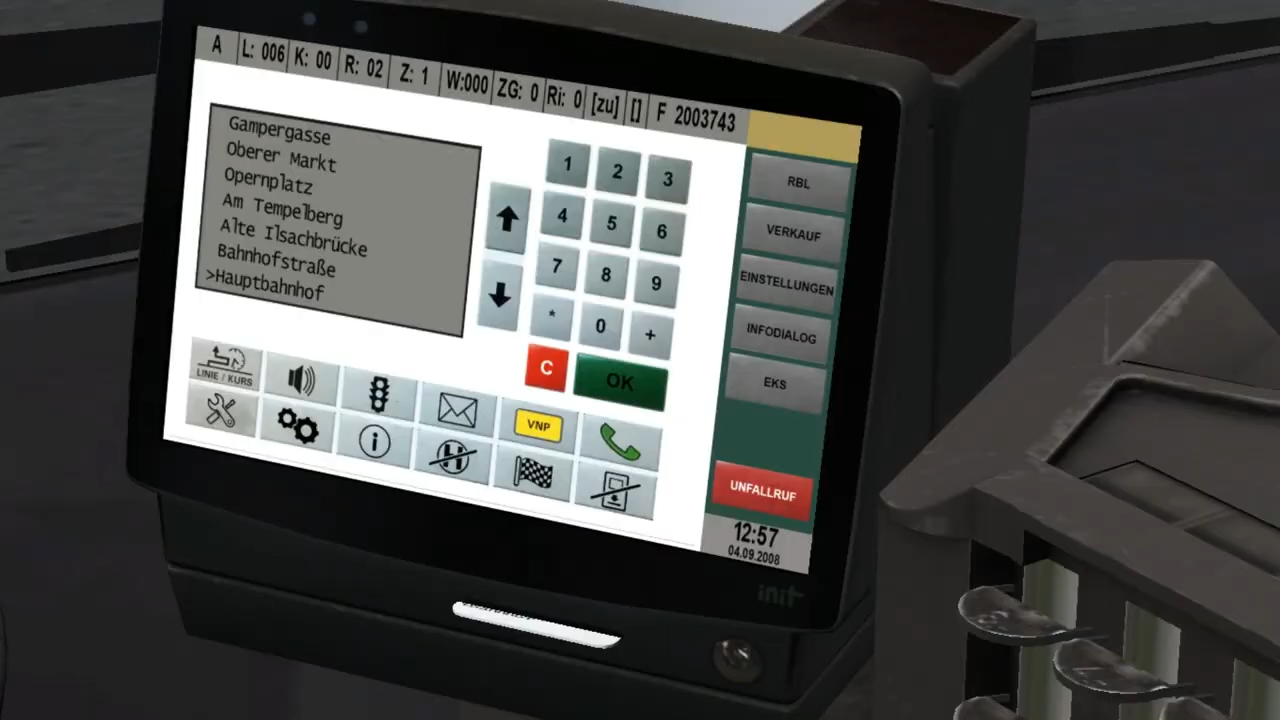 A L: 006 K: 00 R: 02 Z: 1 W:000 ZG: 0 Ri: 0 [zu] [] F 2003743
Gampergasse
Oberer Markt
Opernplatz
Am Tempelberg
Alte Ilsachbrücke
Bahnhofstraße
>Hauptbahnhof
1 2 3
4 5 6
7 8 9
* 0 +
C OK
LINIE / KURS
VNP
RBL
VERKAUF
EINSTELLUNGEN
INFODIALOG
EKS
UNFALLRUF
12:57
04.09.2008
init